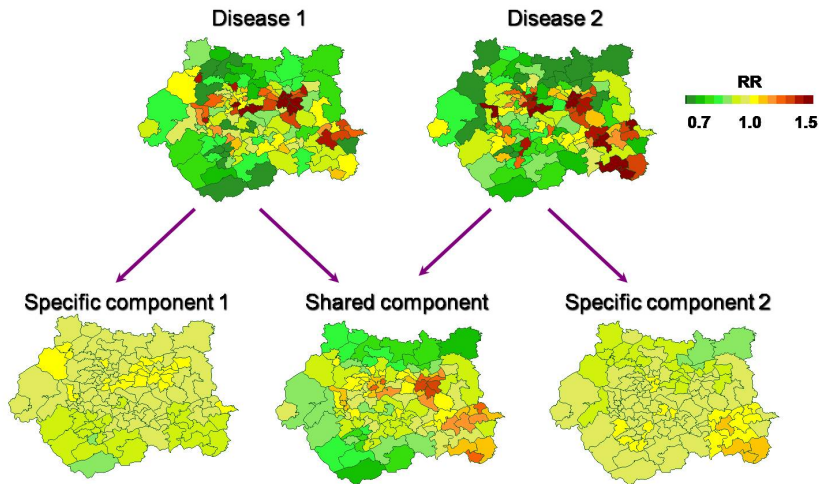 Disease 1
Disease 2
RR
0.7 1.0 1.5
Specific component 1
Shared component
Specific component 2